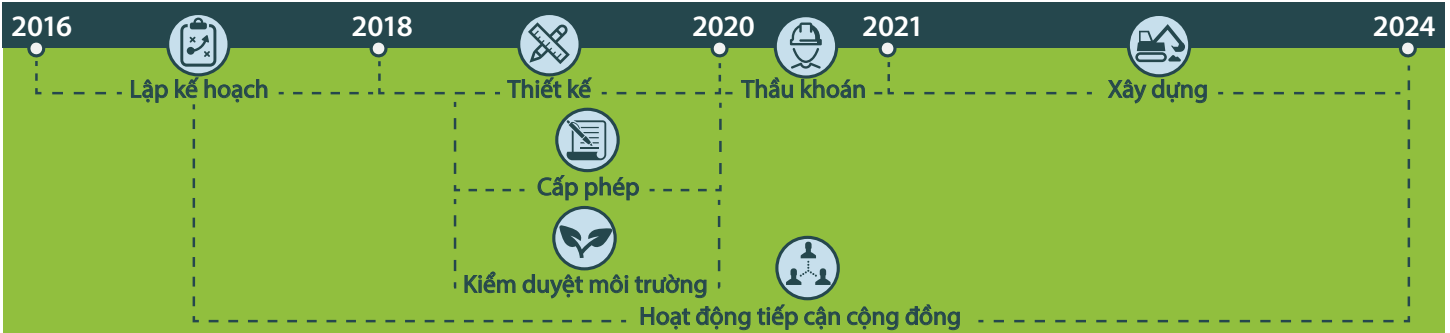 2016
2018
2020
2021
2024
Lập kế hoạch
Thiết kế
Thầu khoán
Xây dựng
Cấp phép
Kiểm duyệt môi trường
Hoạt động tiếp cận cộng đồng